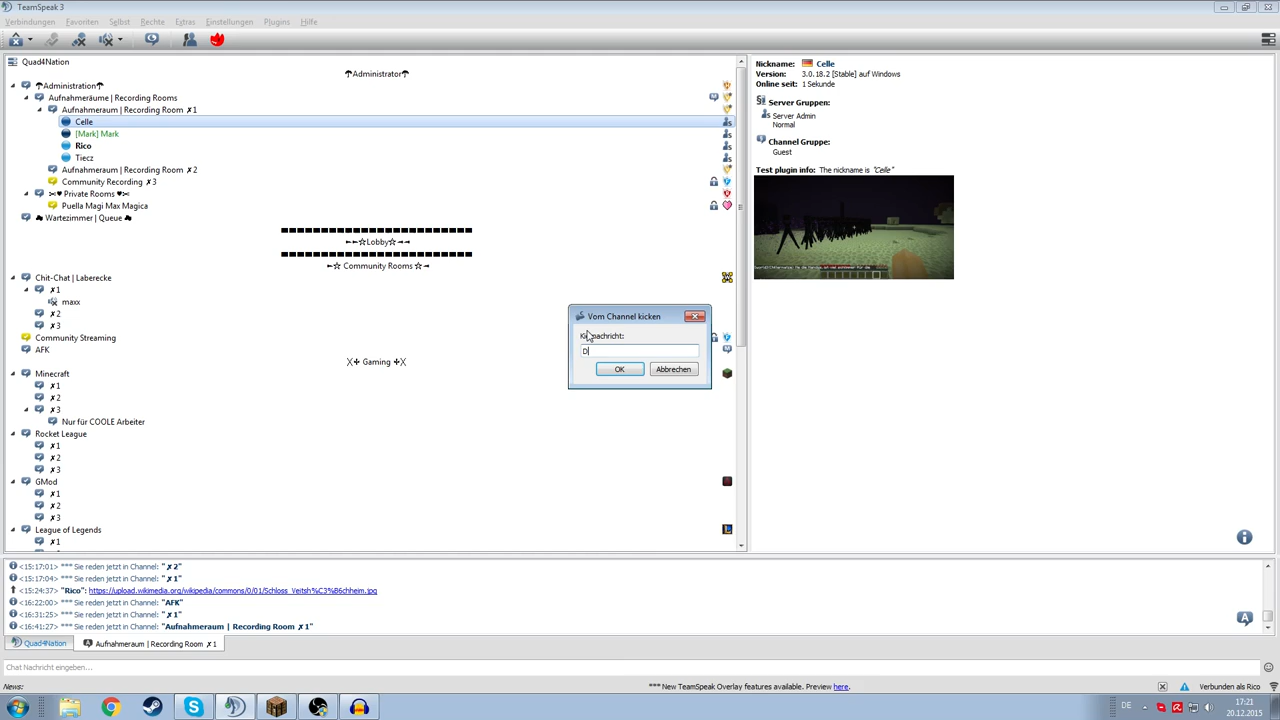 TeamSpeak 3
Verbindungen Favoriten Selbst Rechte Extras Einstellungen Plugins Hilfe
Quad4Nation
☂Administrator☂
☂Administration☂
Aufnahmeräume | Recording Rooms
Aufnahmeraum | Recording Room ✗1
Celle
[Mark] Mark
Rico
Tiecz
Aufnahmeraum | Recording Room ✗2
Community Recording ✗3
✂♥ Private Rooms ♥✂
Puella Magi Max Magica
☁ Wartezimmer | Queue ☁
►►☆Lobby☆◄◄
►☆ Community Rooms ☆◄
Chit-Chat | Laberecke
✗1
maxx
✗2
✗3
Community Streaming
AFK
╳✢ Gaming ✢╳
Minecraft
✗1
✗2
✗3
Nur für COOLE Arbeiter
Rocket League
✗1
✗2
✗3
GMod
✗1
✗2
✗3
League of Legends
✗1
Nickname: Celle
Version: 3.0.18.2 [Stable] auf Windows
Online seit: 1 Sekunde
Server Gruppen:
Server Admin
Normal
Channel Gruppe:
Guest
Test plugin info: The nickname is "Celle"
Vom Channel kicken
D
OK Abbrechen
<15:17:01> *** Sie reden jetzt in Channel: "✗2"
<15:17:04> *** Sie reden jetzt in Channel: "✗1"
<15:24:37> "Rico": https://upload.wikimedia.org/wikipedia/commons/0/01/Schloss_Veitsh%C3%B6chheim.jpg
<16:22:00> *** Sie reden jetzt in Channel: "AFK"
<16:31:25> *** Sie reden jetzt in Channel: "✗1"
<16:41:27> *** Sie reden jetzt in Channel: "Aufnahmeraum | Recording Room ✗1"
Quad4Nation Aufnahmeraum | Recording Room ✗1
Chat Nachricht eingeben...
News: *** New TeamSpeak Overlay features available. Preview here. Verbunden als Rico
DE 17:21
20.12.2015